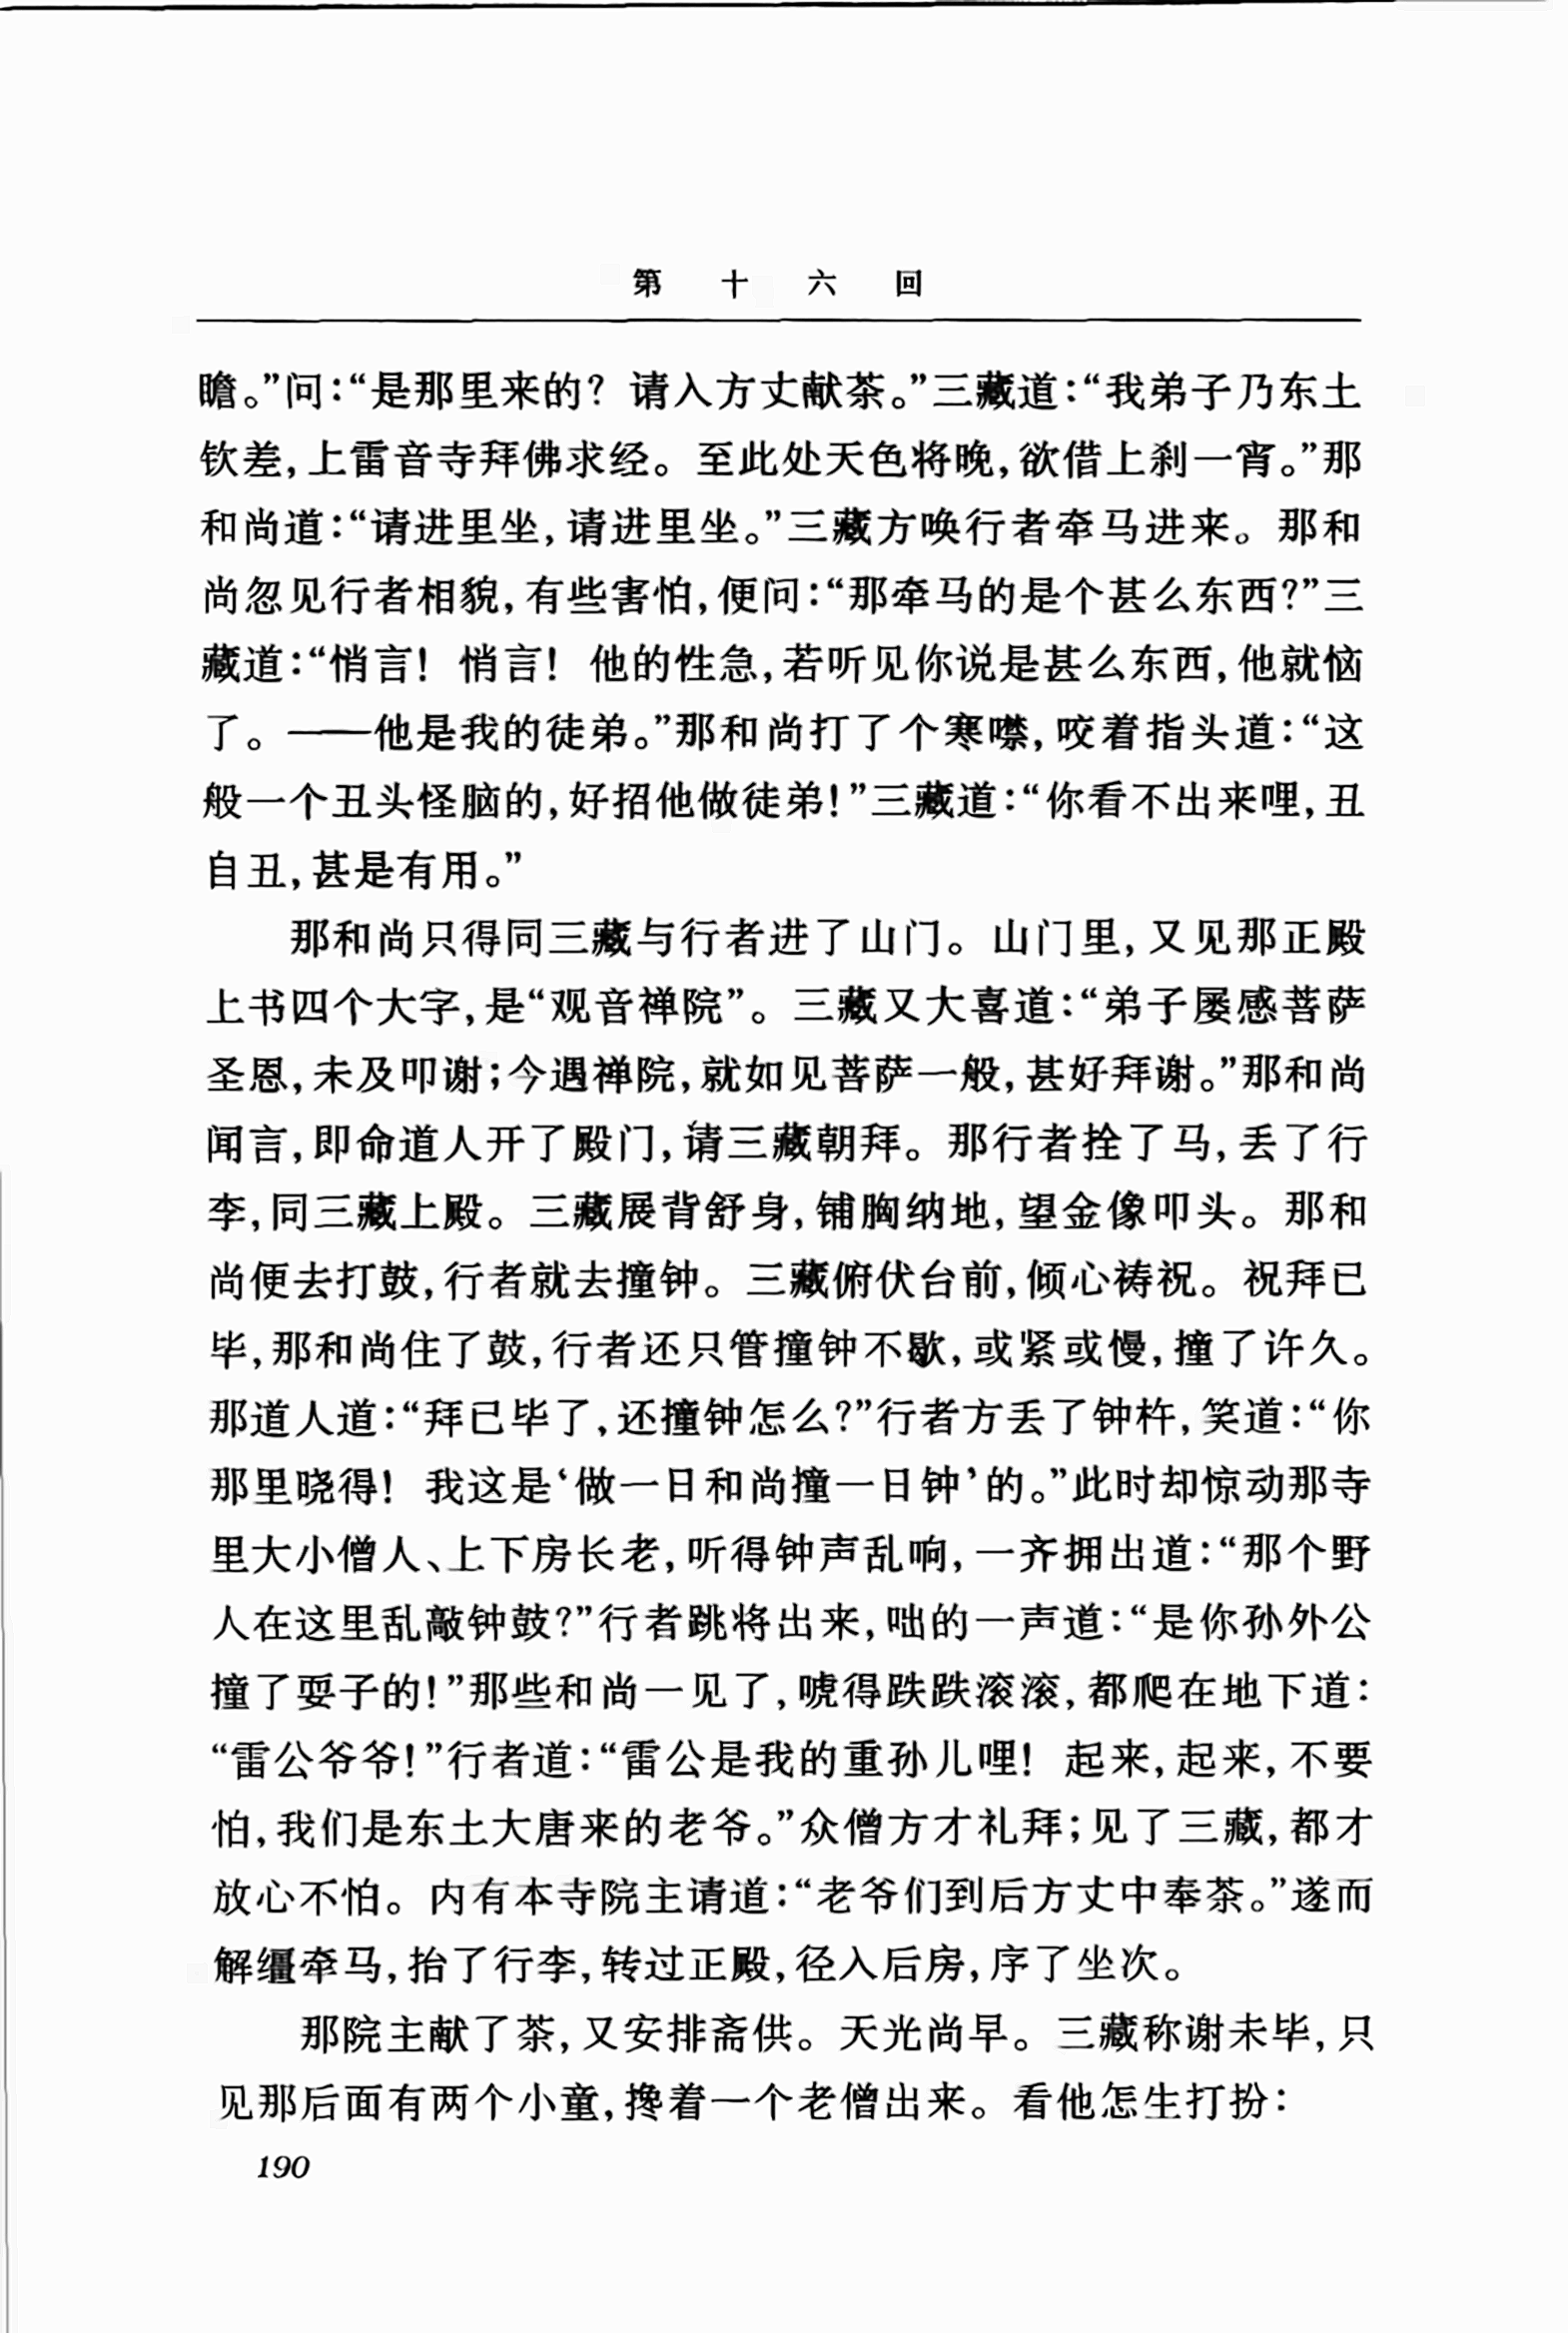 第十六回
瞻。”问：“是那里来的？请入方丈献茶。”三藏道：“我弟子乃东土
钦差，上雷音寺拜佛求经。至此处天色将晚，欲借上刹一宵。”那
和尚道：“请进里坐，请进里坐。”三藏方唤行者牵马进来。那和
尚忽见行者相貌，有些害怕，便问：“那牵马的是个甚么东西？”三
藏道：“悄言！悄言！他的性急，若听见你说是甚么东西，他就恼
了。——他是我的徒弟。”那和尚打了个寒噤，咬着指头道：“这
般一个丑头怪脑的，好招他做徒弟！”三藏道：“你看不出来哩，丑
自丑，甚是有用。”
那和尚只得同三藏与行者进了山门。山门里，又见那正殿
上书四个大字，是“观音禅院”。三藏又大喜道：“弟子屡感菩萨
圣恩，未及叩谢；今遇禅院，就如见菩萨一般，甚好拜谢。”那和尚
闻言，即命道人开了殿门，请三藏朝拜。那行者拴了马，丢了行
李，同三藏上殿。三藏展背舒身，铺胸纳地，望金像叩头。那和
尚便去打鼓，行者就去撞钟。三藏俯伏台前，倾心祷祝。祝拜已
毕，那和尚住了鼓，行者还只管撞钟不歇，或紧或慢，撞了许久。
那道人道：“拜已毕了，还撞钟怎么？”行者方丢了钟杵，笑道：“你
那里晓得！我这是‘做一日和尚撞一日钟’的。”此时却惊动那寺
里大小僧人、上下房长老，听得钟声乱响，一齐拥出道：“那个野
人在这里乱敲钟鼓？”行者跳将出来，咄的一声道：“是你孙外公
撞了耍子的！”那些和尚一见了，唬得跌跌滚滚，都爬在地下道：
“雷公爷爷！”行者道：“雷公是我的重孙儿哩！起来，起来，不要
怕，我们是东土大唐来的老爷。”众僧方才礼拜；见了三藏，都才
放心不怕。内有本寺院主请道：“老爷们到后方丈中奉茶。”遂而
解缰牵马，抬了行李，转过正殿，径入后房，序了坐次。
那院主献了茶，又安排斋供。天光尚早。三藏称谢未毕，只
见那后面有两个小童，搀着一个老僧出来。看他怎生打扮：
190